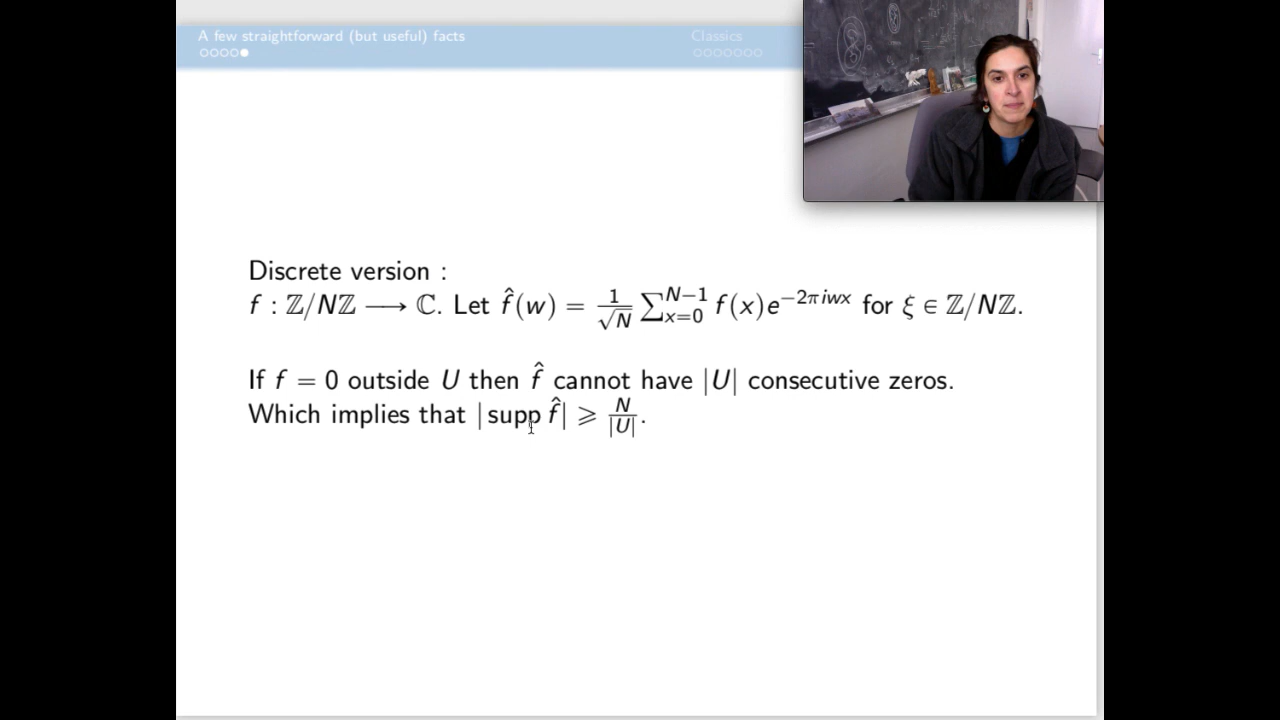 A few straightforward (but useful) facts
Classics
Discrete version :
f : ℤ/Nℤ ⟶ ℂ. Let f̂(w) = 1/√N ∑_{x=0}^{N−1} f(x)e^{−2πiwx} for ξ ∈ ℤ/Nℤ.
If f = 0 outside U then f̂ cannot have |U| consecutive zeros.
Which implies that | supp f̂| ⩾ N/|U|.